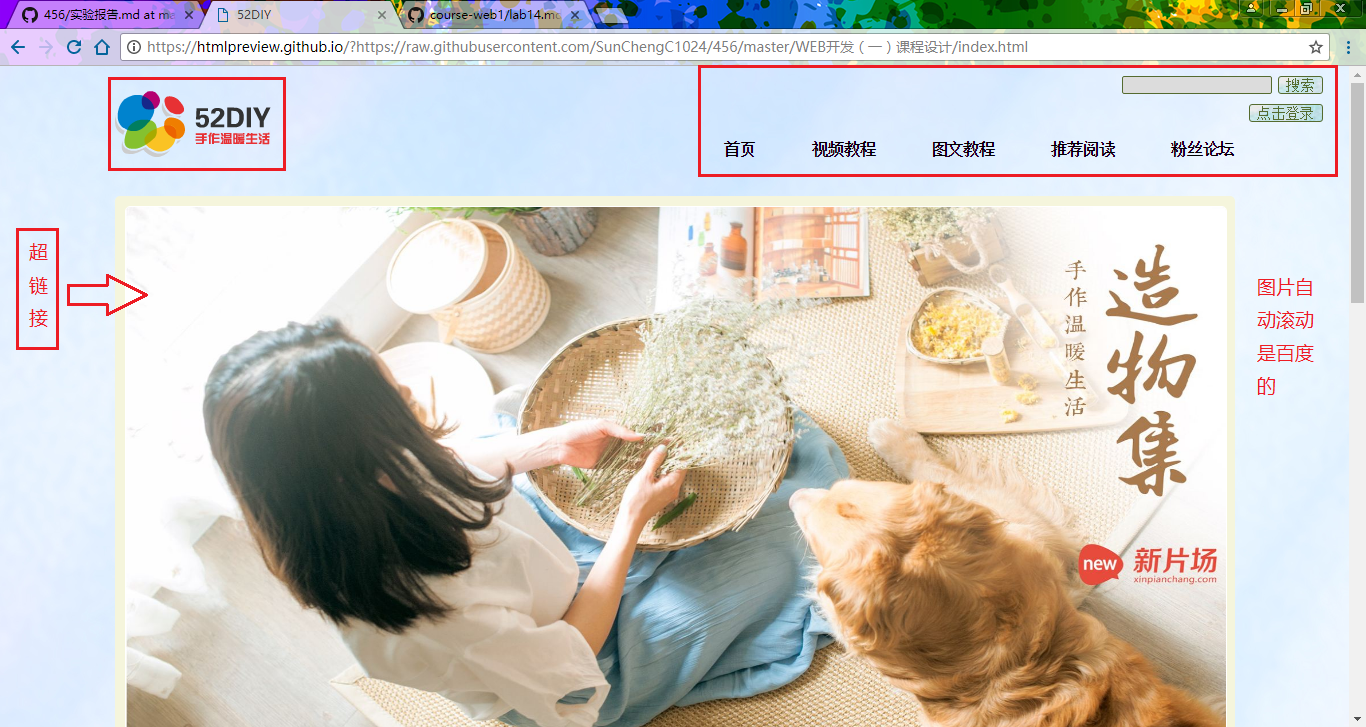 456/实验报告.md at ma
52DIY
course-web1/lab14.md
https://htmlpreview.github.io/?https://raw.githubusercontent.com/SunChengC1024/456/master/WEB开发（一）课程设计/index.html
52DIY
手作温暖生活
搜索
点击登录
首页
视频教程
图文教程
推荐阅读
粉丝论坛
超
链
接
手作温暖生活
造物集
new
新片场
xinpianchang.com
图片自
动滚动
是百度
的